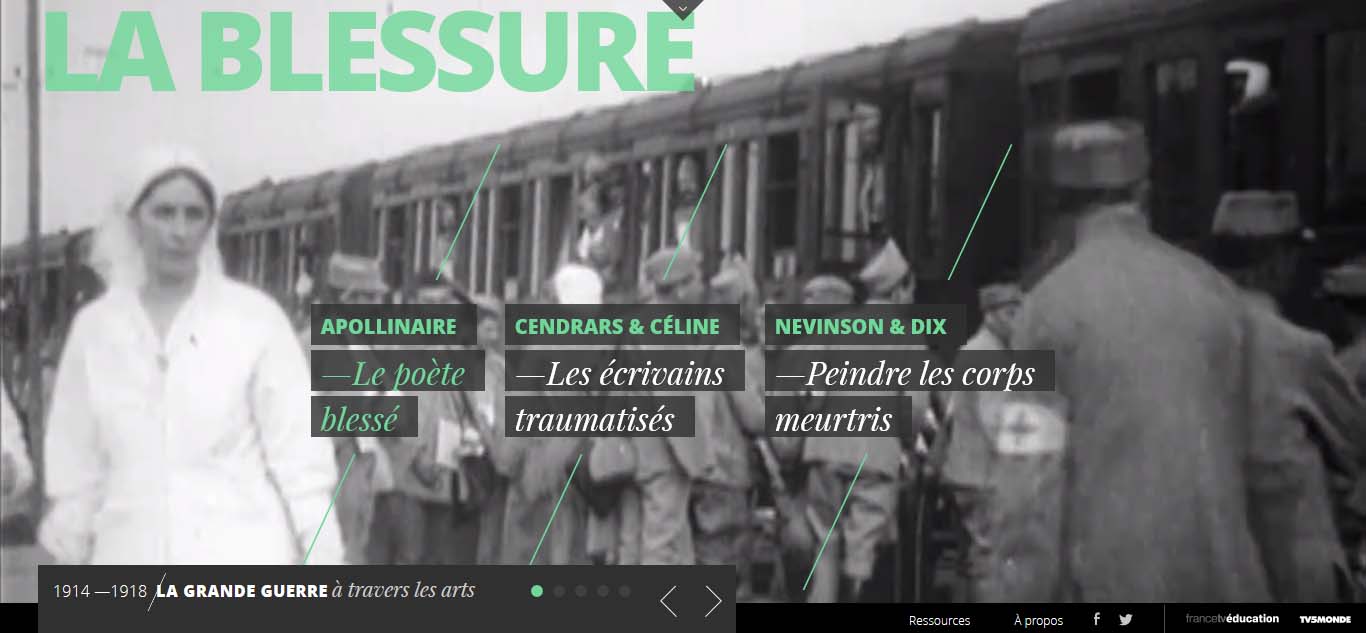 LA BLESSURE
APOLLINAIRE
—Le poète
blessé
CENDRARS & CÉLINE
—Les écrivains
traumatisés
NEVINSON & DIX
—Peindre les corps
meurtris
1914 —1918 / LA GRANDE GUERRE à travers les arts
Ressources À propos francetvéducation TV5MONDE